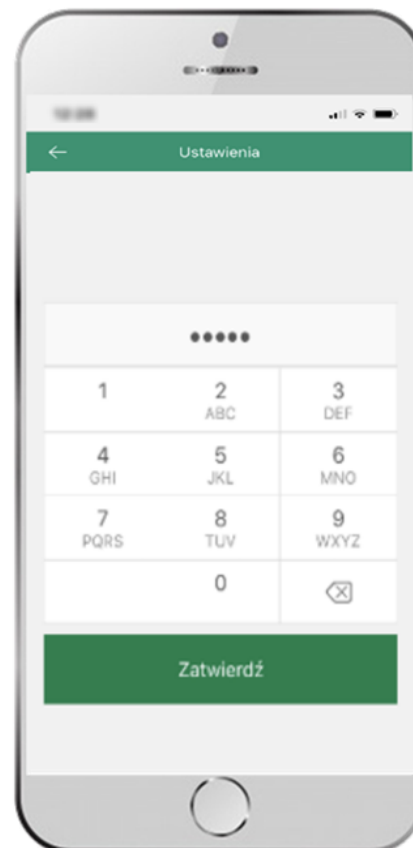 Ustawienia
1 2 3
ABC DEF
4 5 6
GHI JKL MNO
7 8 9
PQRS TUV WXYZ
0
Zatwierdź